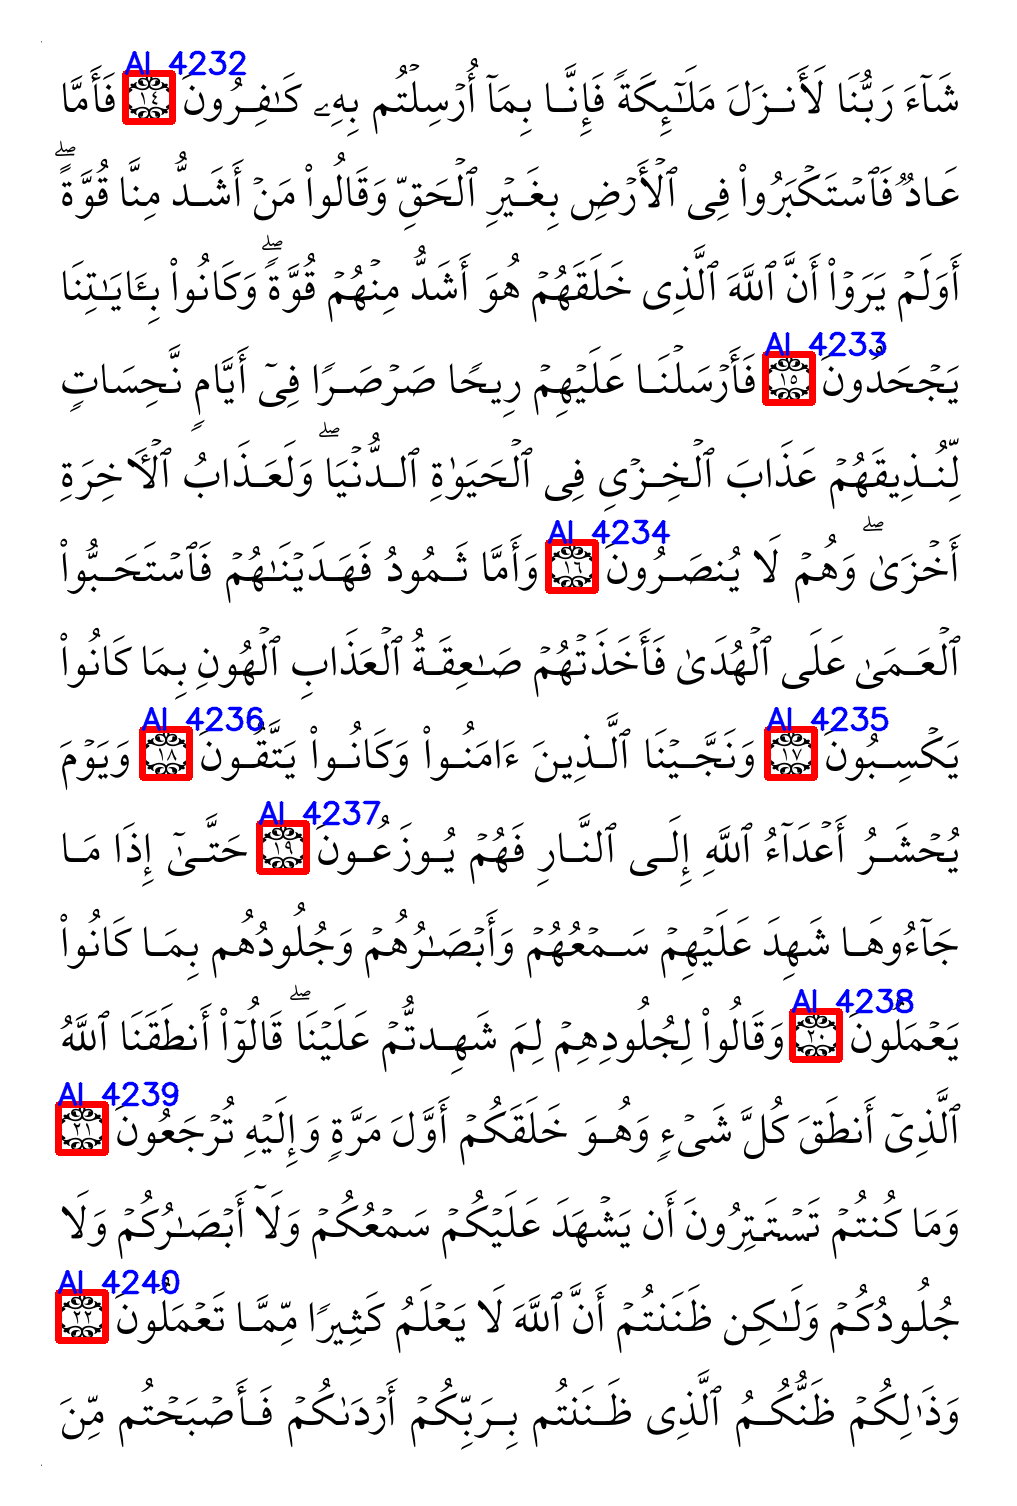 شَآءَ رَبُّنَا لَأَنزَلَ مَلَـٰٓئِكَةً فَإِنَّا بِمَآ أُرْسِلْتُم بِهِۦ كَـٰفِرُونَ ١٤ فَأَمَّا
AI_4232
عَادٌ فَٱسْتَكْبَرُوا۟ فِى ٱلْأَرْضِ بِغَيْرِ ٱلْحَقِّ وَقَالُوا۟ مَنْ أَشَدُّ مِنَّا قُوَّةً ۖ
أَوَلَمْ يَرَوْا۟ أَنَّ ٱللَّهَ ٱلَّذِى خَلَقَهُمْ هُوَ أَشَدُّ مِنْهُمْ قُوَّةً ۖ وَكَانُوا۟ بِـَٔايَـٰتِنَا
AI_4233
يَجْحَدُونَ ١٥ فَأَرْسَلْنَا عَلَيْهِمْ رِيحًا صَرْصَرًا فِىٓ أَيَّامٍ نَّحِسَاتٍ
لِّنُذِيقَهُمْ عَذَابَ ٱلْخِزْىِ فِى ٱلْحَيَوٰةِ ٱلدُّنْيَا ۖ وَلَعَذَابُ ٱلْـَٔاخِرَةِ
AI_4234
أَخْزَىٰ ۖ وَهُمْ لَا يُنصَرُونَ ١٦ وَأَمَّا ثَمُودُ فَهَدَيْنَـٰهُمْ فَٱسْتَحَبُّوا۟
ٱلْعَمَىٰ عَلَى ٱلْهُدَىٰ فَأَخَذَتْهُمْ صَـٰعِقَةُ ٱلْعَذَابِ ٱلْهُونِ بِمَا كَانُوا۟
AI_4235 AI_4236
يَكْسِبُونَ ١٧ وَنَجَّيْنَا ٱلَّذِينَ ءَامَنُوا۟ وَكَانُوا۟ يَتَّقُونَ ١٨ وَيَوْمَ
AI_4237
يُحْشَرُ أَعْدَآءُ ٱللَّهِ إِلَى ٱلنَّارِ فَهُمْ يُوزَعُونَ ١٩ حَتَّىٰٓ إِذَا مَا
جَآءُوهَا شَهِدَ عَلَيْهِمْ سَمْعُهُمْ وَأَبْصَـٰرُهُمْ وَجُلُودُهُم بِمَا كَانُوا۟
AI_4238
يَعْمَلُونَ ٢٠ وَقَالُوا۟ لِجُلُودِهِمْ لِمَ شَهِدتُّمْ عَلَيْنَا ۖ قَالُوٓا۟ أَنطَقَنَا ٱللَّهُ
AI_4239
ٱلَّذِىٓ أَنطَقَ كُلَّ شَىْءٍ وَهُوَ خَلَقَكُمْ أَوَّلَ مَرَّةٍ وَإِلَيْهِ تُرْجَعُونَ ٢١
وَمَا كُنتُمْ تَسْتَتِرُونَ أَن يَشْهَدَ عَلَيْكُمْ سَمْعُكُمْ وَلَآ أَبْصَـٰرُكُمْ وَلَا
AI_4240
جُلُودُكُمْ وَلَـٰكِن ظَنَنتُمْ أَنَّ ٱللَّهَ لَا يَعْلَمُ كَثِيرًا مِّمَّا تَعْمَلُونَ ٢٢
وَذَٰلِكُمْ ظَنُّكُمُ ٱلَّذِى ظَنَنتُم بِرَبِّكُمْ أَرْدَىٰكُمْ فَأَصْبَحْتُم مِّنَ